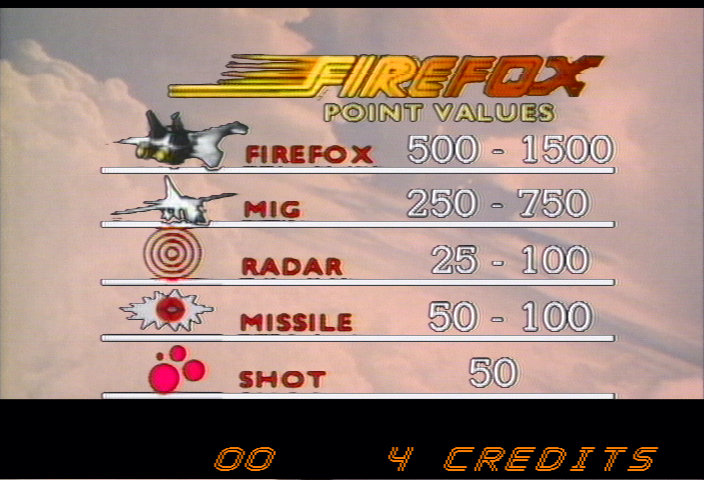 FIREFOX
POINT VALUES
FIREFOX 500 - 1500
MIG 250 - 750
RADAR 25 - 100
MISSILE 50 - 100
SHOT 50
00 4 CREDITS